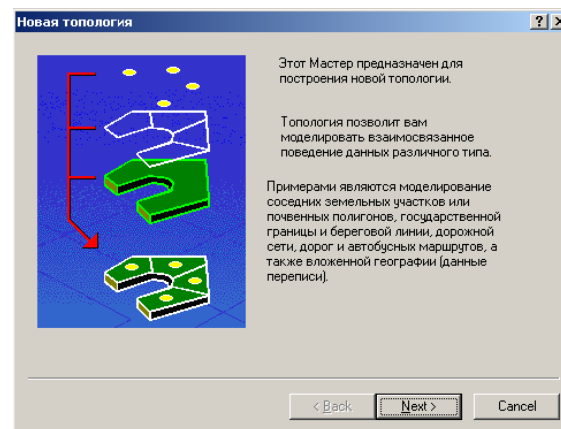 Новая топология
Этот Мастер предназначен для
построения новой топологии.
Топология позволит вам
моделировать взаимосвязанное
поведение данных различного типа.
Примерами являются моделирование
соседних земельных участков или
почвенных полигонов, государственной
границы и береговой линии, дорожной
сети, дорог и автобусных маршрутов, а
также вложенной географии (данные
переписи).
< Back Next > Cancel